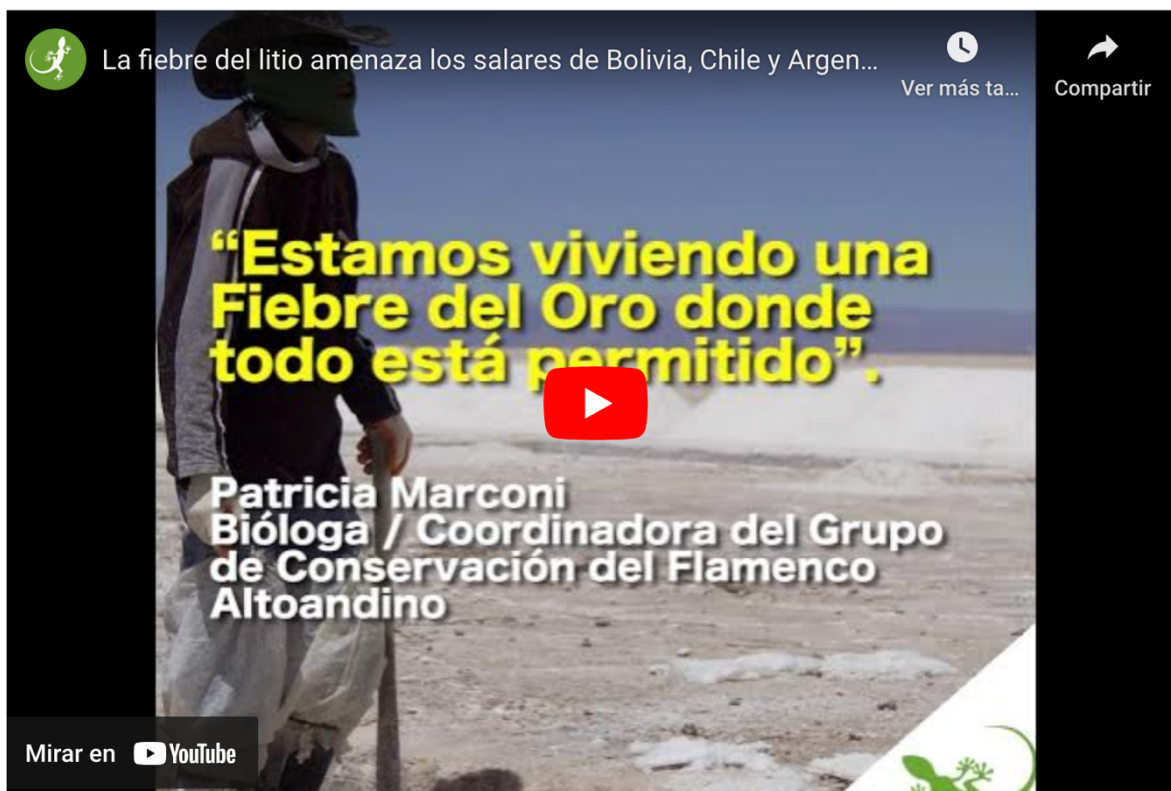 La fiebre del litio amenaza los salares de Bolivia, Chile y Argen...
Ver más ta...
Compartir
“Estamos viviendo una
Fiebre del Oro donde
todo está permitido”.
Patricia Marconi
Bióloga / Coordinadora del Grupo
de Conservación del Flamenco
Altoandino
Mirar en YouTube